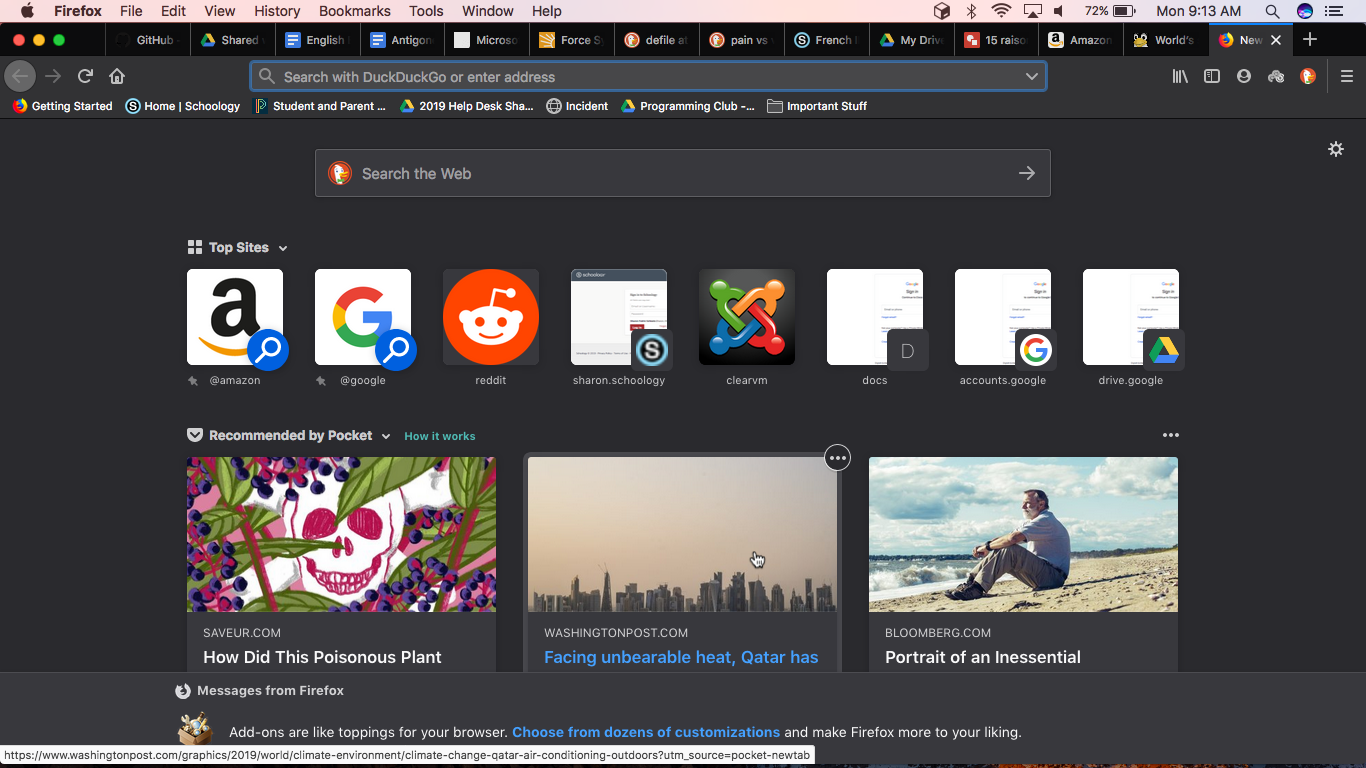 Firefox File Edit View History Bookmarks Tools Window Help 72% Mon 9:13 AM
GitHub Shared English Antigon Microso Force S defile a pain vs French I My Drive 15 raiso Amazon World's New
Search with DuckDuckGo or enter address
Getting Started Home | Schoology Student and Parent ... 2019 Help Desk Sha... Incident Programming Club -... Important Stuff
Search the Web
Top Sites
@amazon @google reddit sharon.schoology clearvm docs accounts.google drive.google
Recommended by Pocket How it works
SAVEUR.COM WASHINGTONPOST.COM BLOOMBERG.COM
How Did This Poisonous Plant Facing unbearable heat, Qatar has Portrait of an Inessential
Messages from Firefox
Add-ons are like toppings for your browser. Choose from dozens of customizations and make Firefox more to your liking.
https://www.washingtonpost.com/graphics/2019/world/climate-environment/climate-change-qatar-air-conditioning-outdoors?utm_source=pocket-newtab